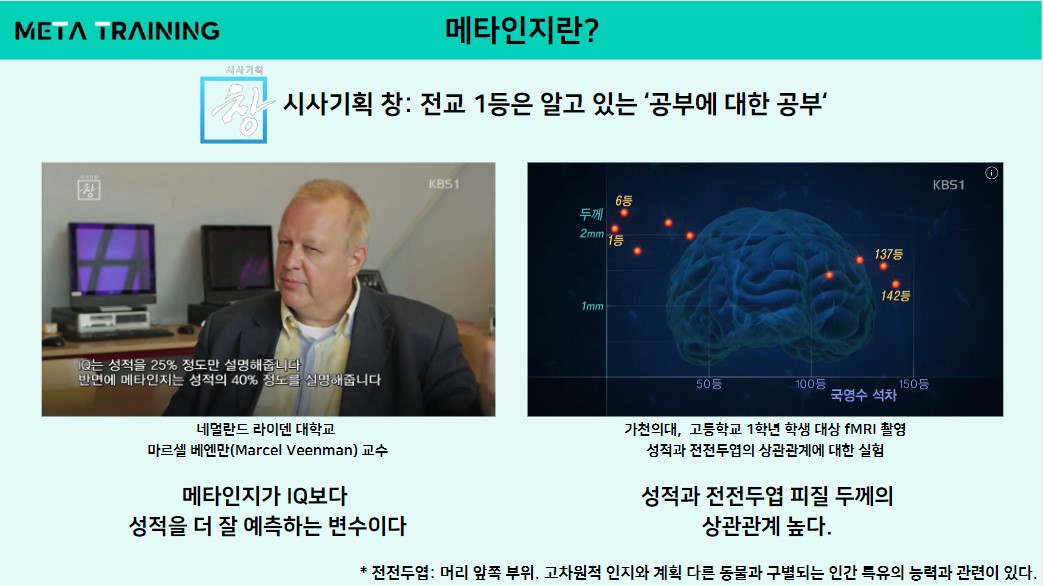 META TRAINING
메타인지란?
시사기획
창
시사기획 창: 전교 1등은 알고 있는 ‘공부에 대한 공부‘
시사기획
창
KBS1
IQ는 성적을 25% 정도만 설명해줍니다
반면에 메타인지는 성적의 40% 정도를 설명해줍니다
KBS1
6등
두께
2mm
1등
137등
142등
1mm
50등
100등
150등
국영수 석차
네덜란드 라이덴 대학교
마르셀 베엔만(Marcel Veenman) 교수
가천의대, 고등학교 1학년 학생 대상 fMRI 촬영
성적과 전전두엽의 상관관계에 대한 실험
메타인지가 IQ보다
성적을 더 잘 예측하는 변수이다
성적과 전전두엽 피질 두께의
상관관계 높다.
* 전전두엽: 머리 앞쪽 부위. 고차원적 인지와 계획 다른 동물과 구별되는 인간 특유의 능력과 관련이 있다.